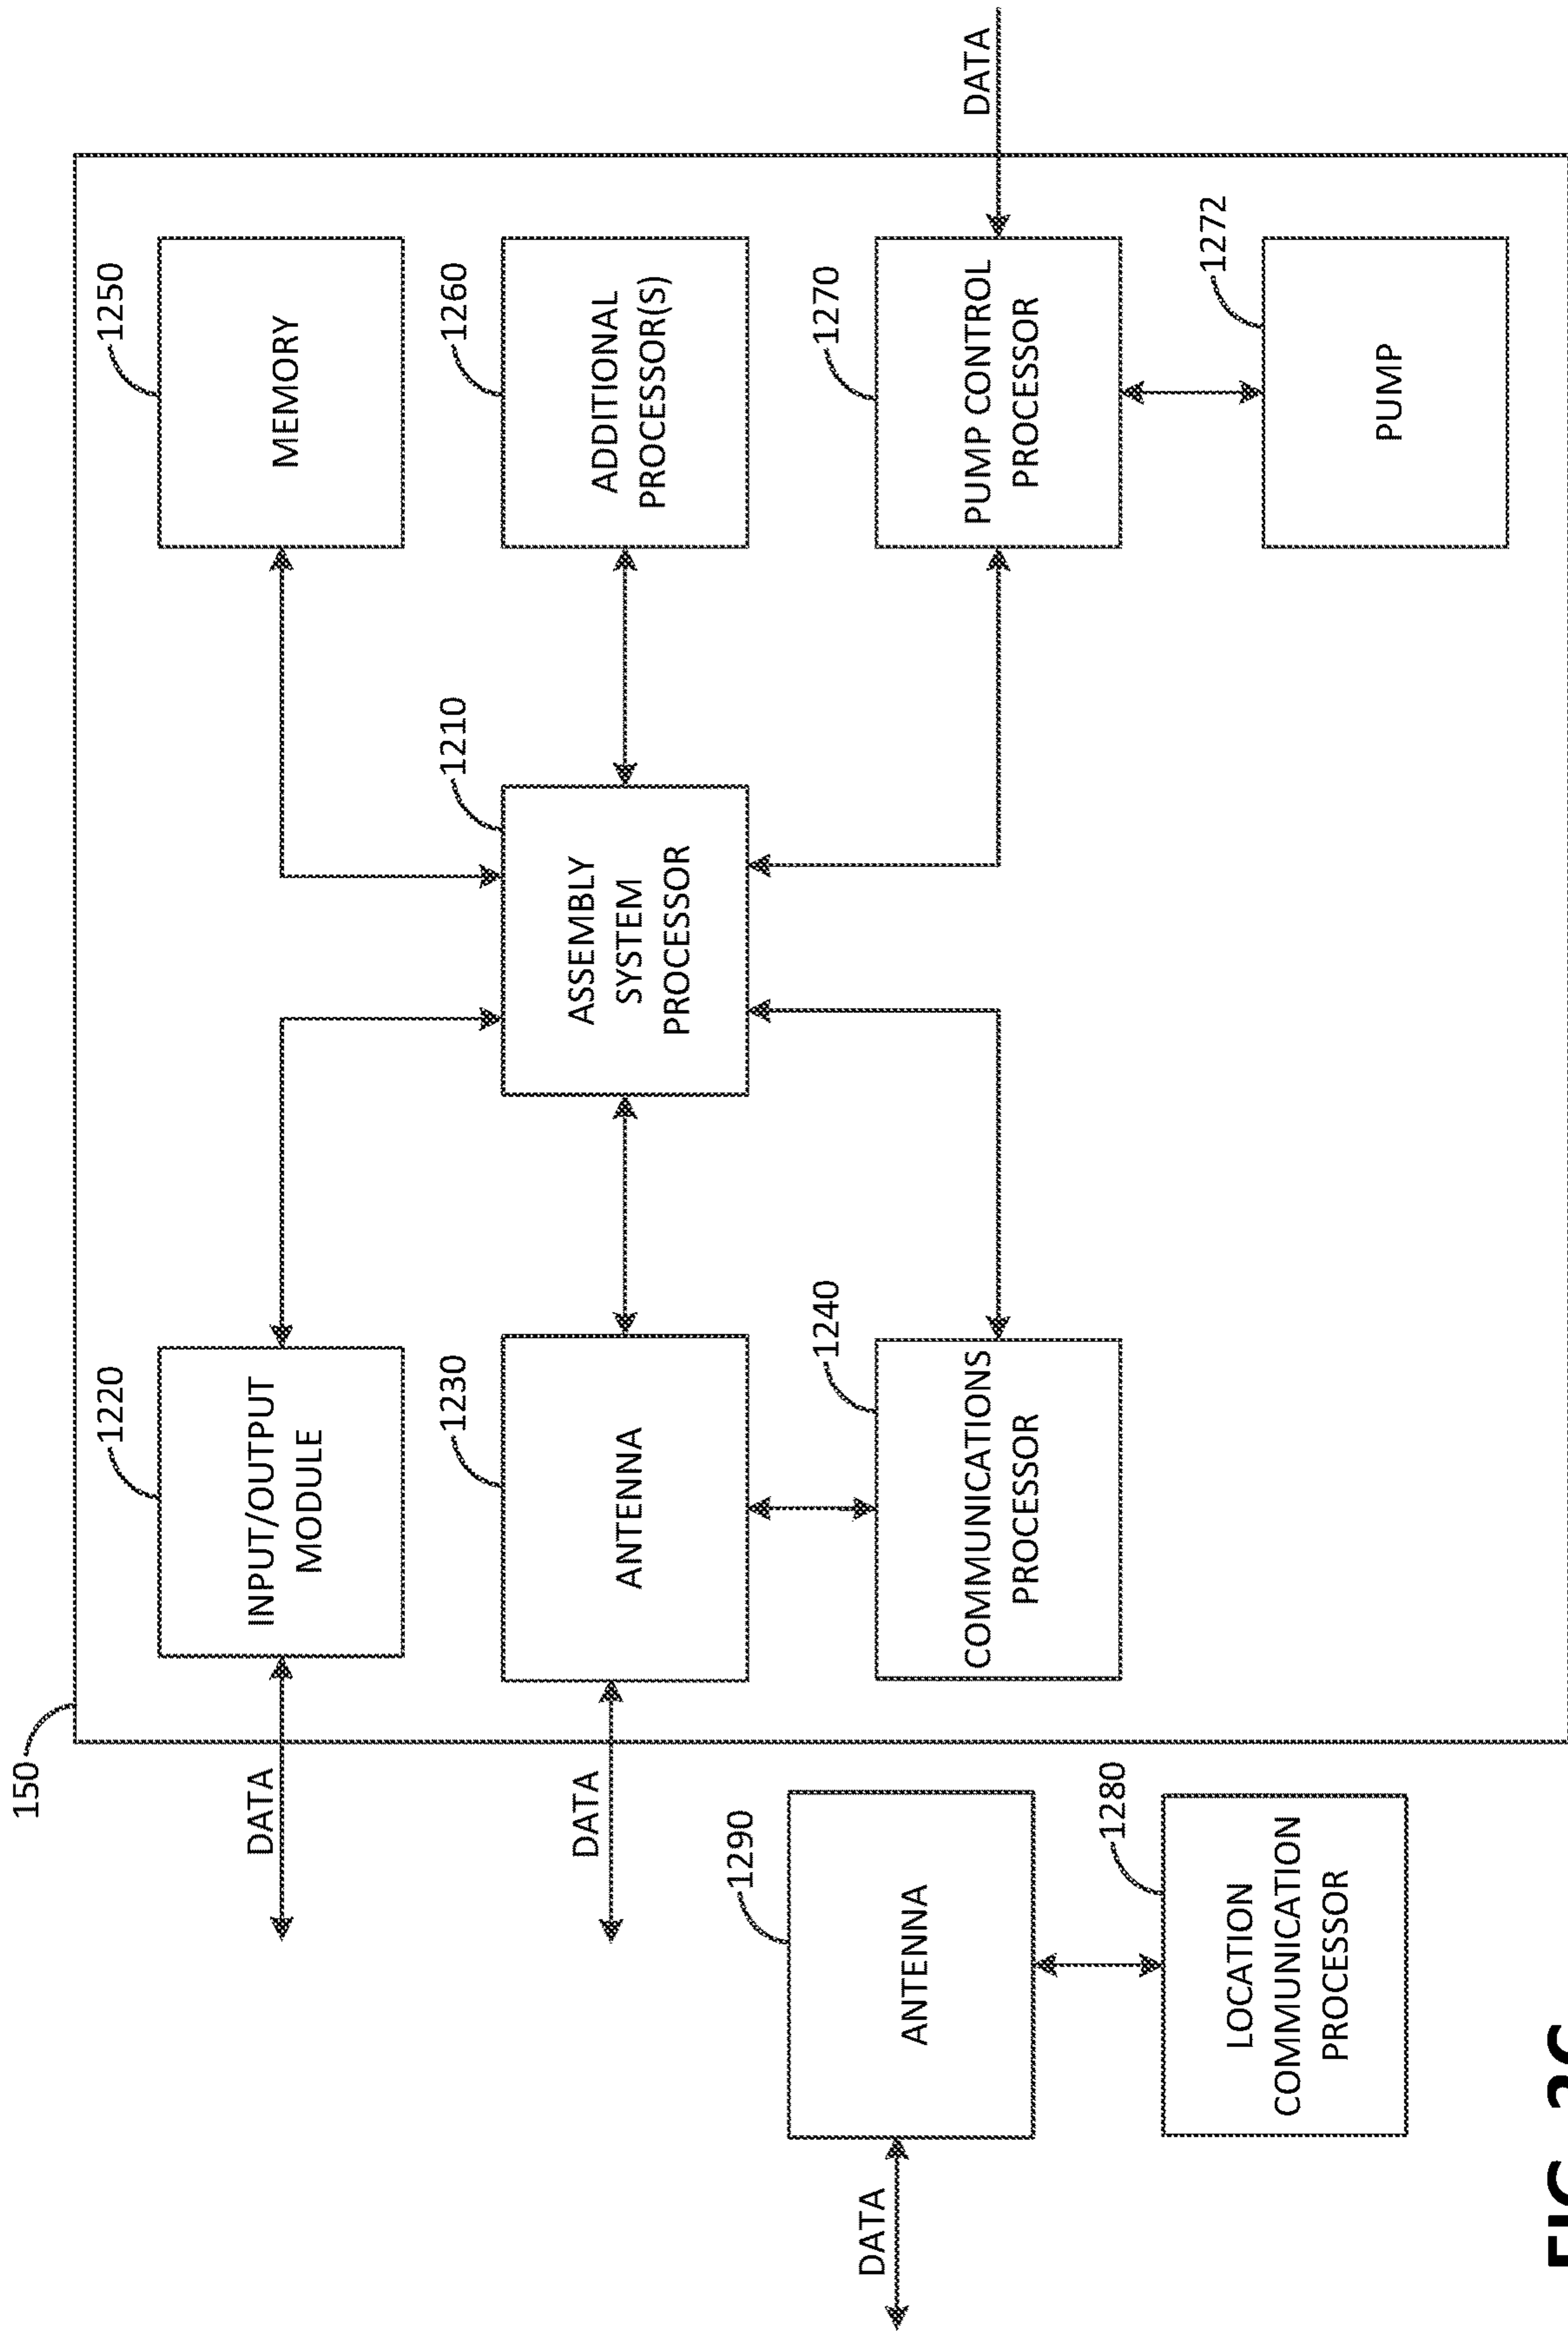 150
1220
INPUT/OUTPUT
MODULE
DATA
1250
MEMORY
1210
ASSEMBLY
SYSTEM
PROCESSOR
1230
ANTENNA
DATA
1260
ADDITIONAL
PROCESSOR(S)
1240
COMMUNICATIONS
PROCESSOR
1270
PUMP CONTROL
PROCESSOR
DATA
1272
PUMP
1290
ANTENNA
DATA
1280
LOCATION
COMMUNICATION
PROCESSOR